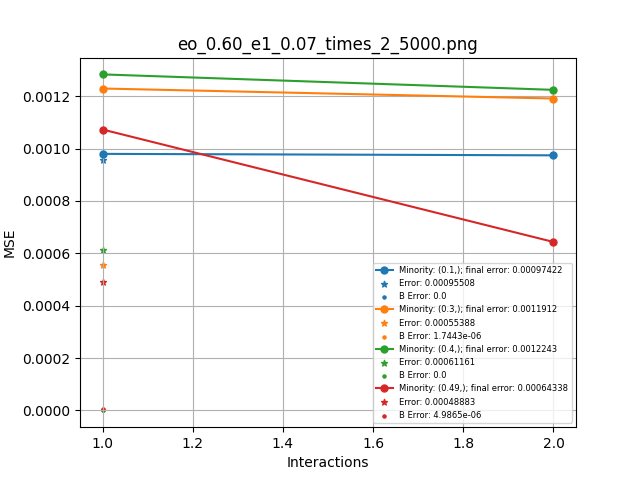 eo_0.60_e1_0.07_times_2_5000.png
MSE
0.0012
0.0010
0.0008
0.0006
0.0004
0.0002
0.0000
Minority: (0.1,); final error: 0.00097422
Error: 0.00095508
B Error: 0.0
Minority: (0.3,); final error: 0.0011912
Error: 0.00055388
B Error: 1.7443e-06
Minority: (0.4,); final error: 0.0012243
Error: 0.00061161
B Error: 0.0
Minority: (0.49,); final error: 0.00064338
Error: 0.00048883
B Error: 4.9865e-06
1.0 1.2 1.4 1.6 1.8 2.0
Interactions